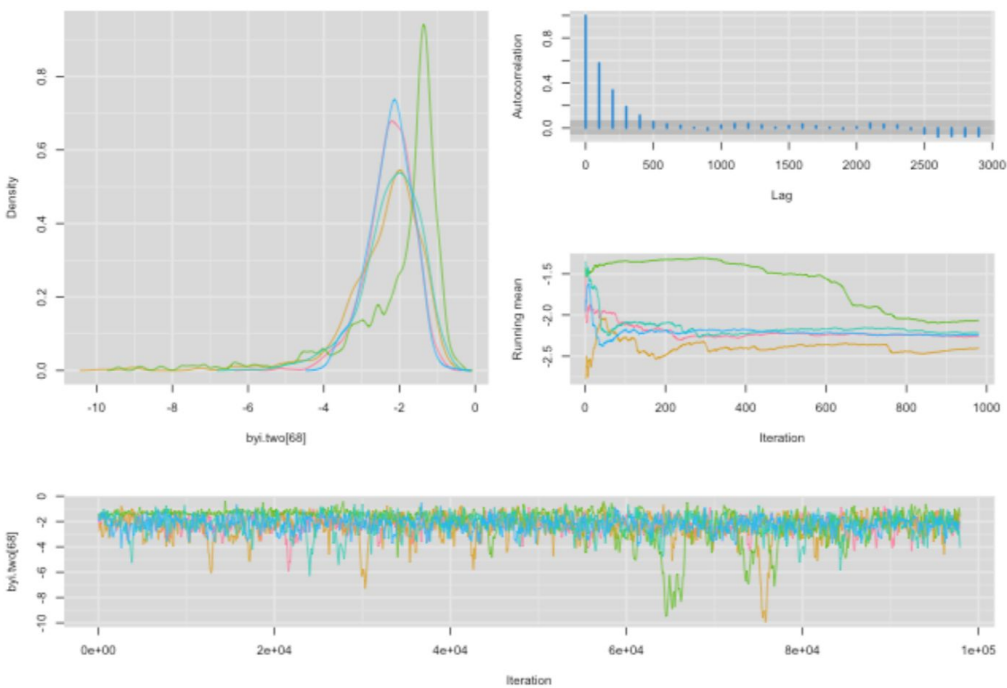 Density
0.0
0.2
0.4
0.6
0.8
-10
-8
-6
-4
-2
0
byi.two[68]
Autocorrelation
0.0
0.4
0.8
0
500
1000
1500
2000
2500
3000
Lag
Running mean
-2.5
-2.0
-1.5
0
200
400
600
800
1000
Iteration
byi.two[68]
0
-2
-4
-6
-8
-10
0e+00
2e+04
4e+04
6e+04
8e+04
1e+05
Iteration